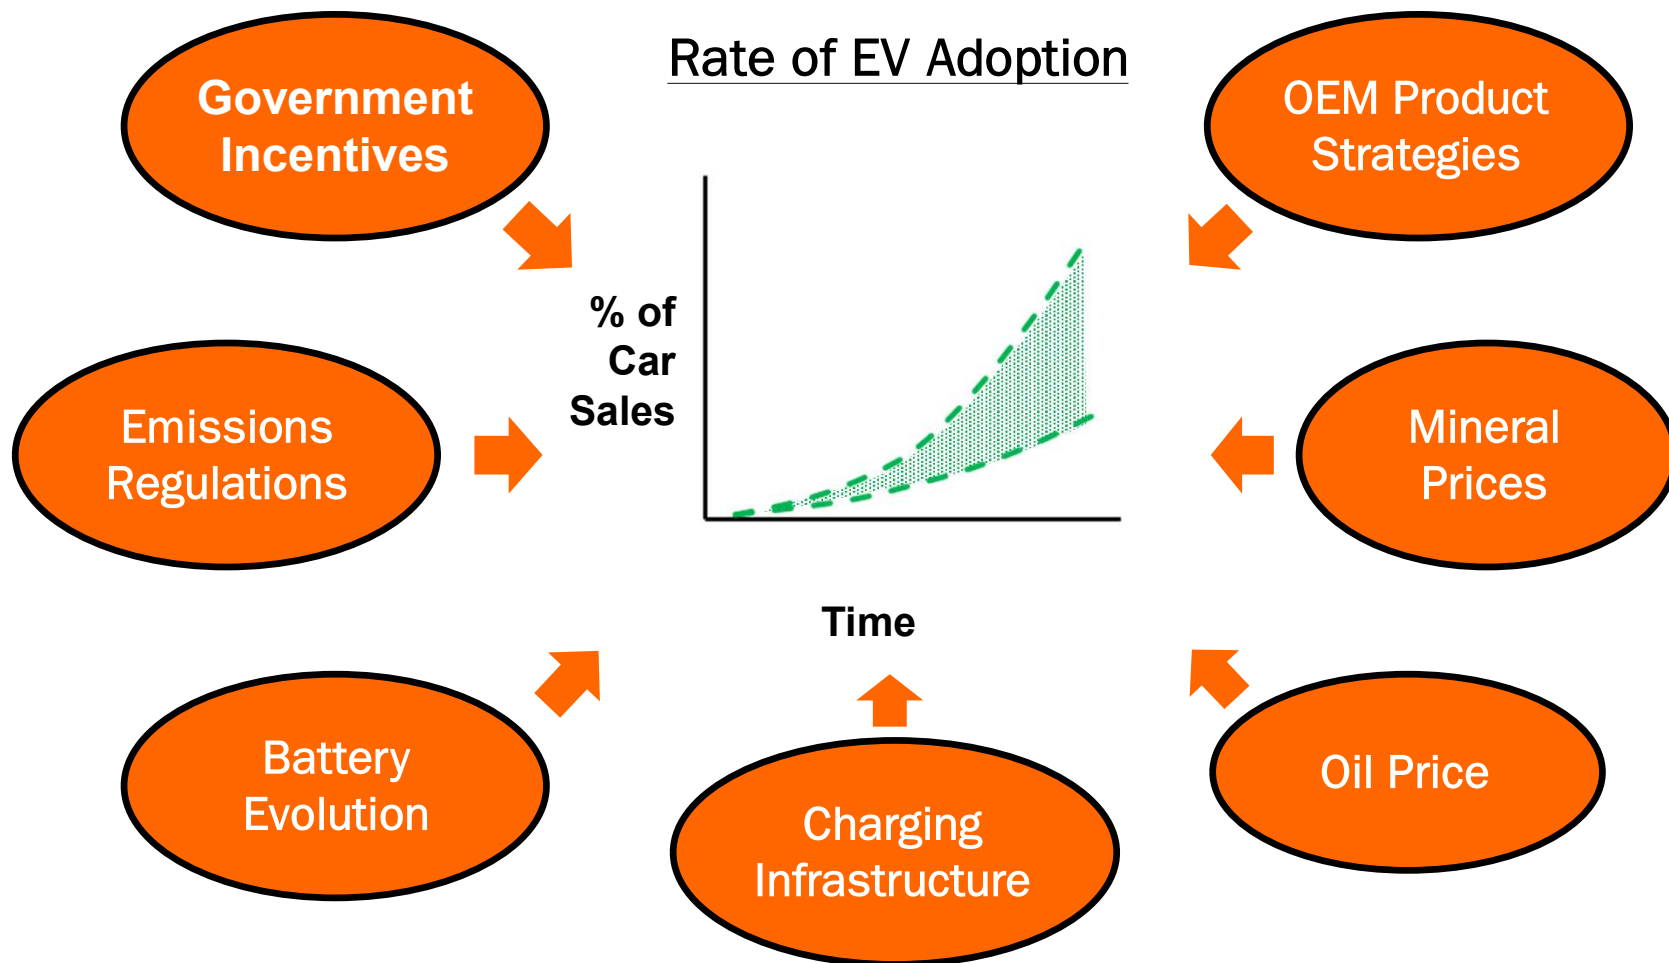 Rate of EV Adoption
Government
Incentives
OEM Product
Strategies
% of
Car
Sales
Emissions
Regulations
Mineral
Prices
Time
Battery
Evolution
Charging
Infrastructure
Oil Price